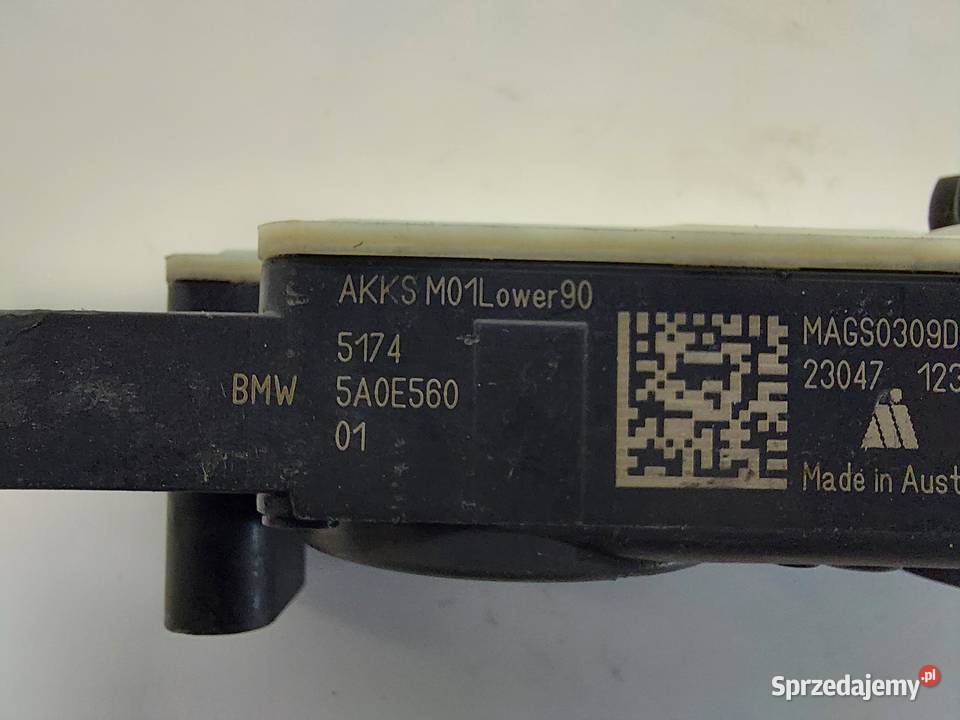 AKKS M01Lower90
5174
BMW 5A0E560
01
MAGS0309D
23047 123
Made in Aust
Sprzedajemy.pl